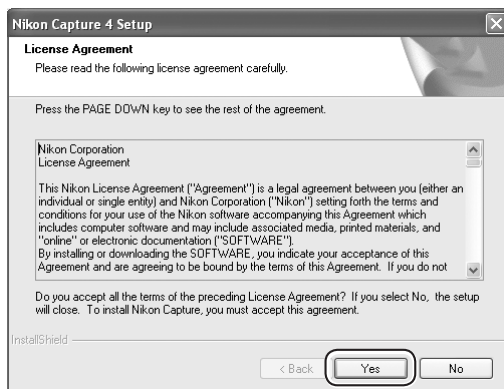 Nikon Capture 4 Setup
License Agreement
Please read the following license agreement carefully.
Press the PAGE DOWN key to see the rest of the agreement.
Nikon Corporation
License Agreement
This Nikon License Agreement ("Agreement") is a legal agreement between you (either an
individual or single entity) and Nikon Corporation ("Nikon") setting forth the terms and
conditions for your use of the Nikon software accompanying this Agreement which
includes computer software and may include associated media, printed materials, and
"online" or electronic documentation ("SOFTWARE").
By installing or downloading the SOFTWARE, you indicate your acceptance of this
Agreement and are agreeing to be bound by the terms of this Agreement. If you do not
Do you accept all the terms of the preceding License Agreement? If you select No, the setup
will close. To install Nikon Capture, you must accept this agreement.
InstallShield
< Back Yes No